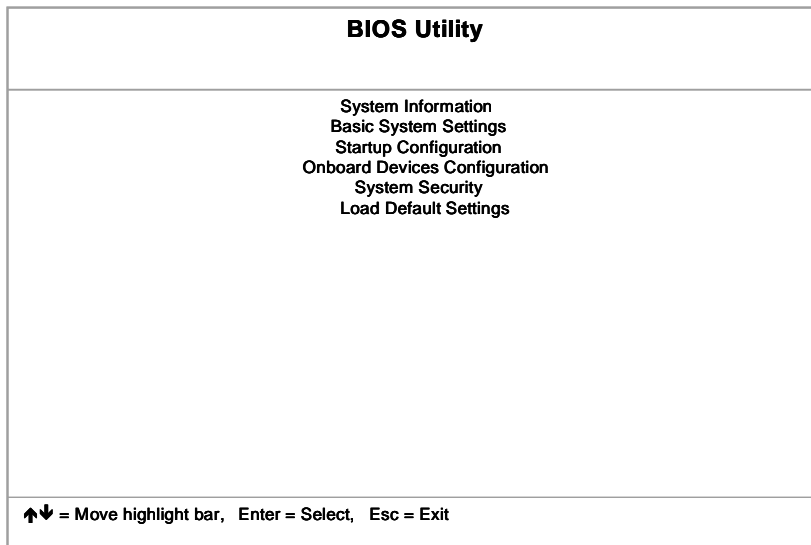 BIOS Utility
System Information
Basic System Settings
Startup Configuration
Onboard Devices Configuration
System Security
Load Default Settings
↑↓ = Move highlight bar, Enter = Select, Esc = Exit